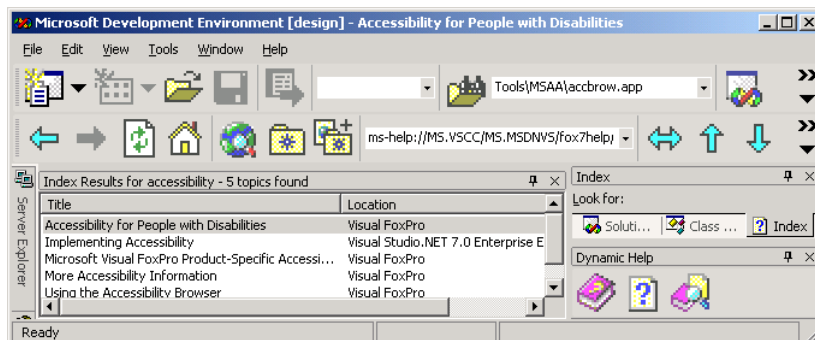 Microsoft Development Environment [design] - Accessibility for People with Disabilities
File Edit View Tools Window Help
Tools\MSAA\accbrow.app
ms-help://MS.VSCC/MS.MSDNVS/fox7help/
Server Explorer
Index Results for accessibility - 5 topics found
Title Location
Accessibility for People with Disabilities Visual FoxPro
Implementing Accessibility Visual Studio.NET 7.0 Enterprise E
Microsoft Visual FoxPro Product-Specific Accessi... Visual FoxPro
More Accessibility Information Visual FoxPro
Using the Accessibility Browser Visual FoxPro
Index
Look for:
Soluti... Class ... Index
Dynamic Help
Ready